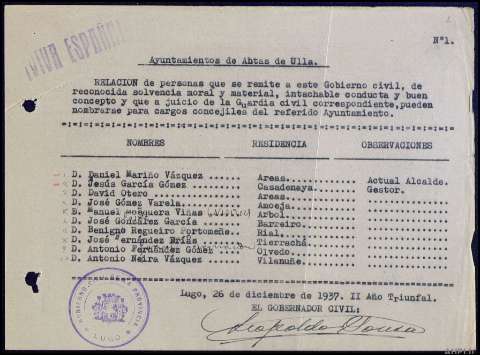 Nº1.
¡VIVA ESPAÑA!
Ayuntamientos de Abtas de Ulla.
RELACION de personas que se remite a este Gobierno civil, de
reconocida solvencia moral y material, intachable conducta y buen
concepto y que a juicio de la Guardia civil correspondiente, pueden
nombrarse para cargos concejiles del referido Ayuntamiento.
NOMBRES RESIDENCIA OBSERVACIONES
D. Daniel Mariño Vázquez ...... Areas........... Actual Alcalde.
D. Jesús García Gómez ......... Casadenaya...... Gestor.
D. David Otero ................ Areas...........
D. José Gómez Varela........... Amoeja..........
D. Manuel Mosquera Viñas Arbol...........
D. José González García ....... Barreiro........
D. Benigno Regueiro Fortoneňs.. Rial............
D. José Fernández Frías Tierrachá.......
D. Antonio Fernández Gómez Ojvedo..........
D. Antonio Neira Vázquez ...... Vilanuñe........
Lugo, 26 de diciembre de 1937. II Año Triunfal.
EL GOBERNADOR CIVIL:
LUGO